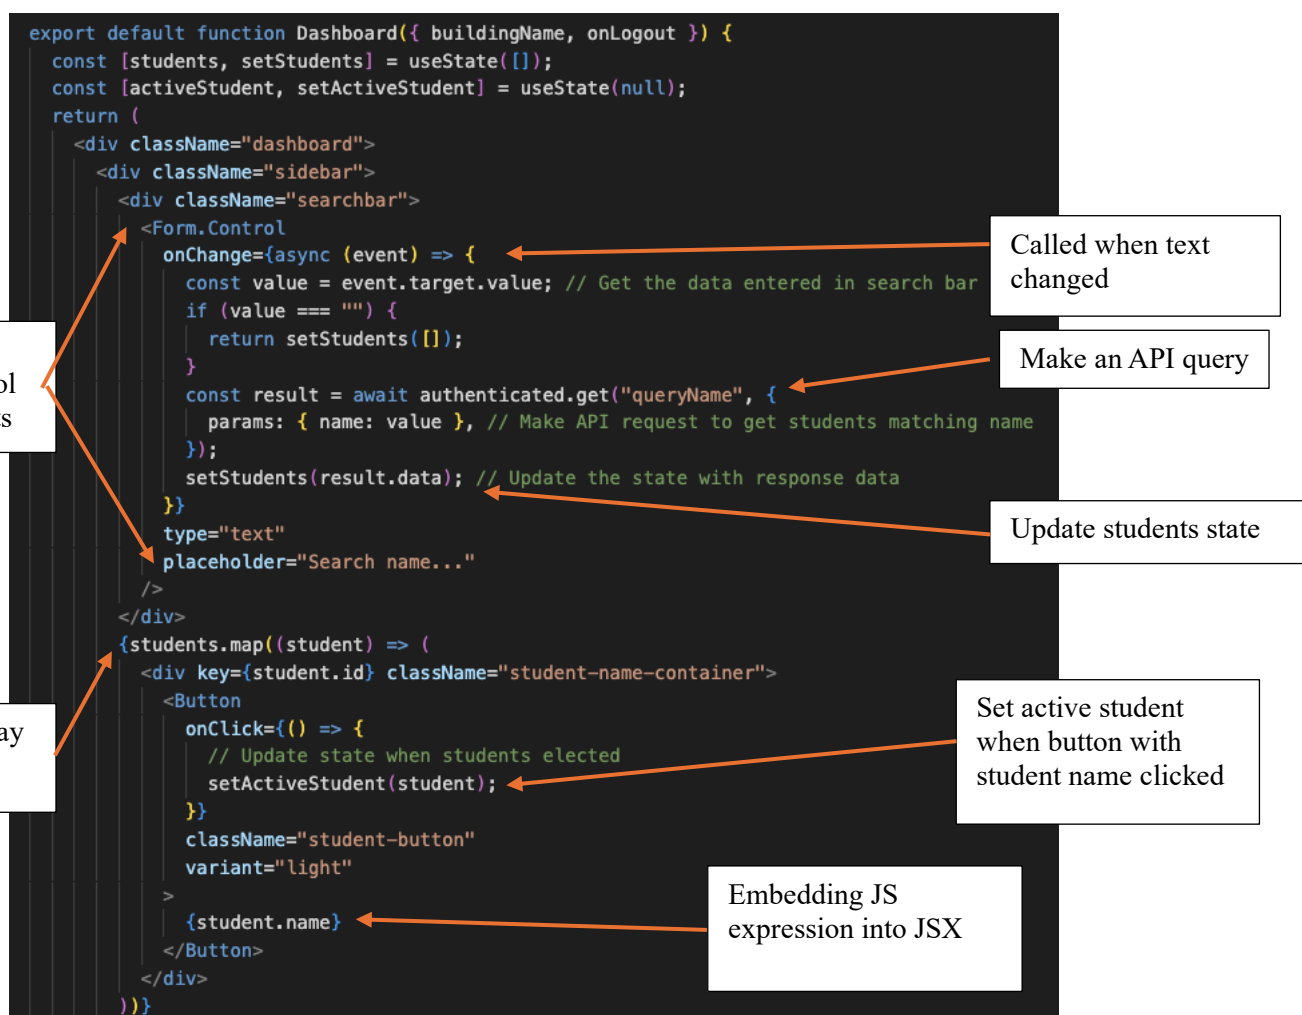 export default function Dashboard({ buildingName, onLogout }) {
const [students, setStudents] = useState([]);
const [activeStudent, setActiveStudent] = useState(null);
return (
<div className="dashboard">
<div className="sidebar">
<div className="searchbar">
<Form.Control
onChange={async (event) => {
const value = event.target.value; // Get the data entered in search bar
if (value === "") {
return setStudents([]);
}
const result = await authenticated.get("queryName", {
params: { name: value }, // Make API request to get students matching name
});
setStudents(result.data); // Update the state with response data
}}
type="text"
placeholder="Search name..."
/>
</div>
{students.map((student) => (
<div key={student.id} className="student-name-container">
<Button
onClick={() => {
// Update state when students elected
setActiveStudent(student);
}}
className="student-button"
variant="light"
>
{student.name}
</Button>
</div>
))}
Called when text
changed
Make an API query
Update students state
Set active student
when button with
student name clicked
Embedding JS
expression into JSX
ol
ts
ay